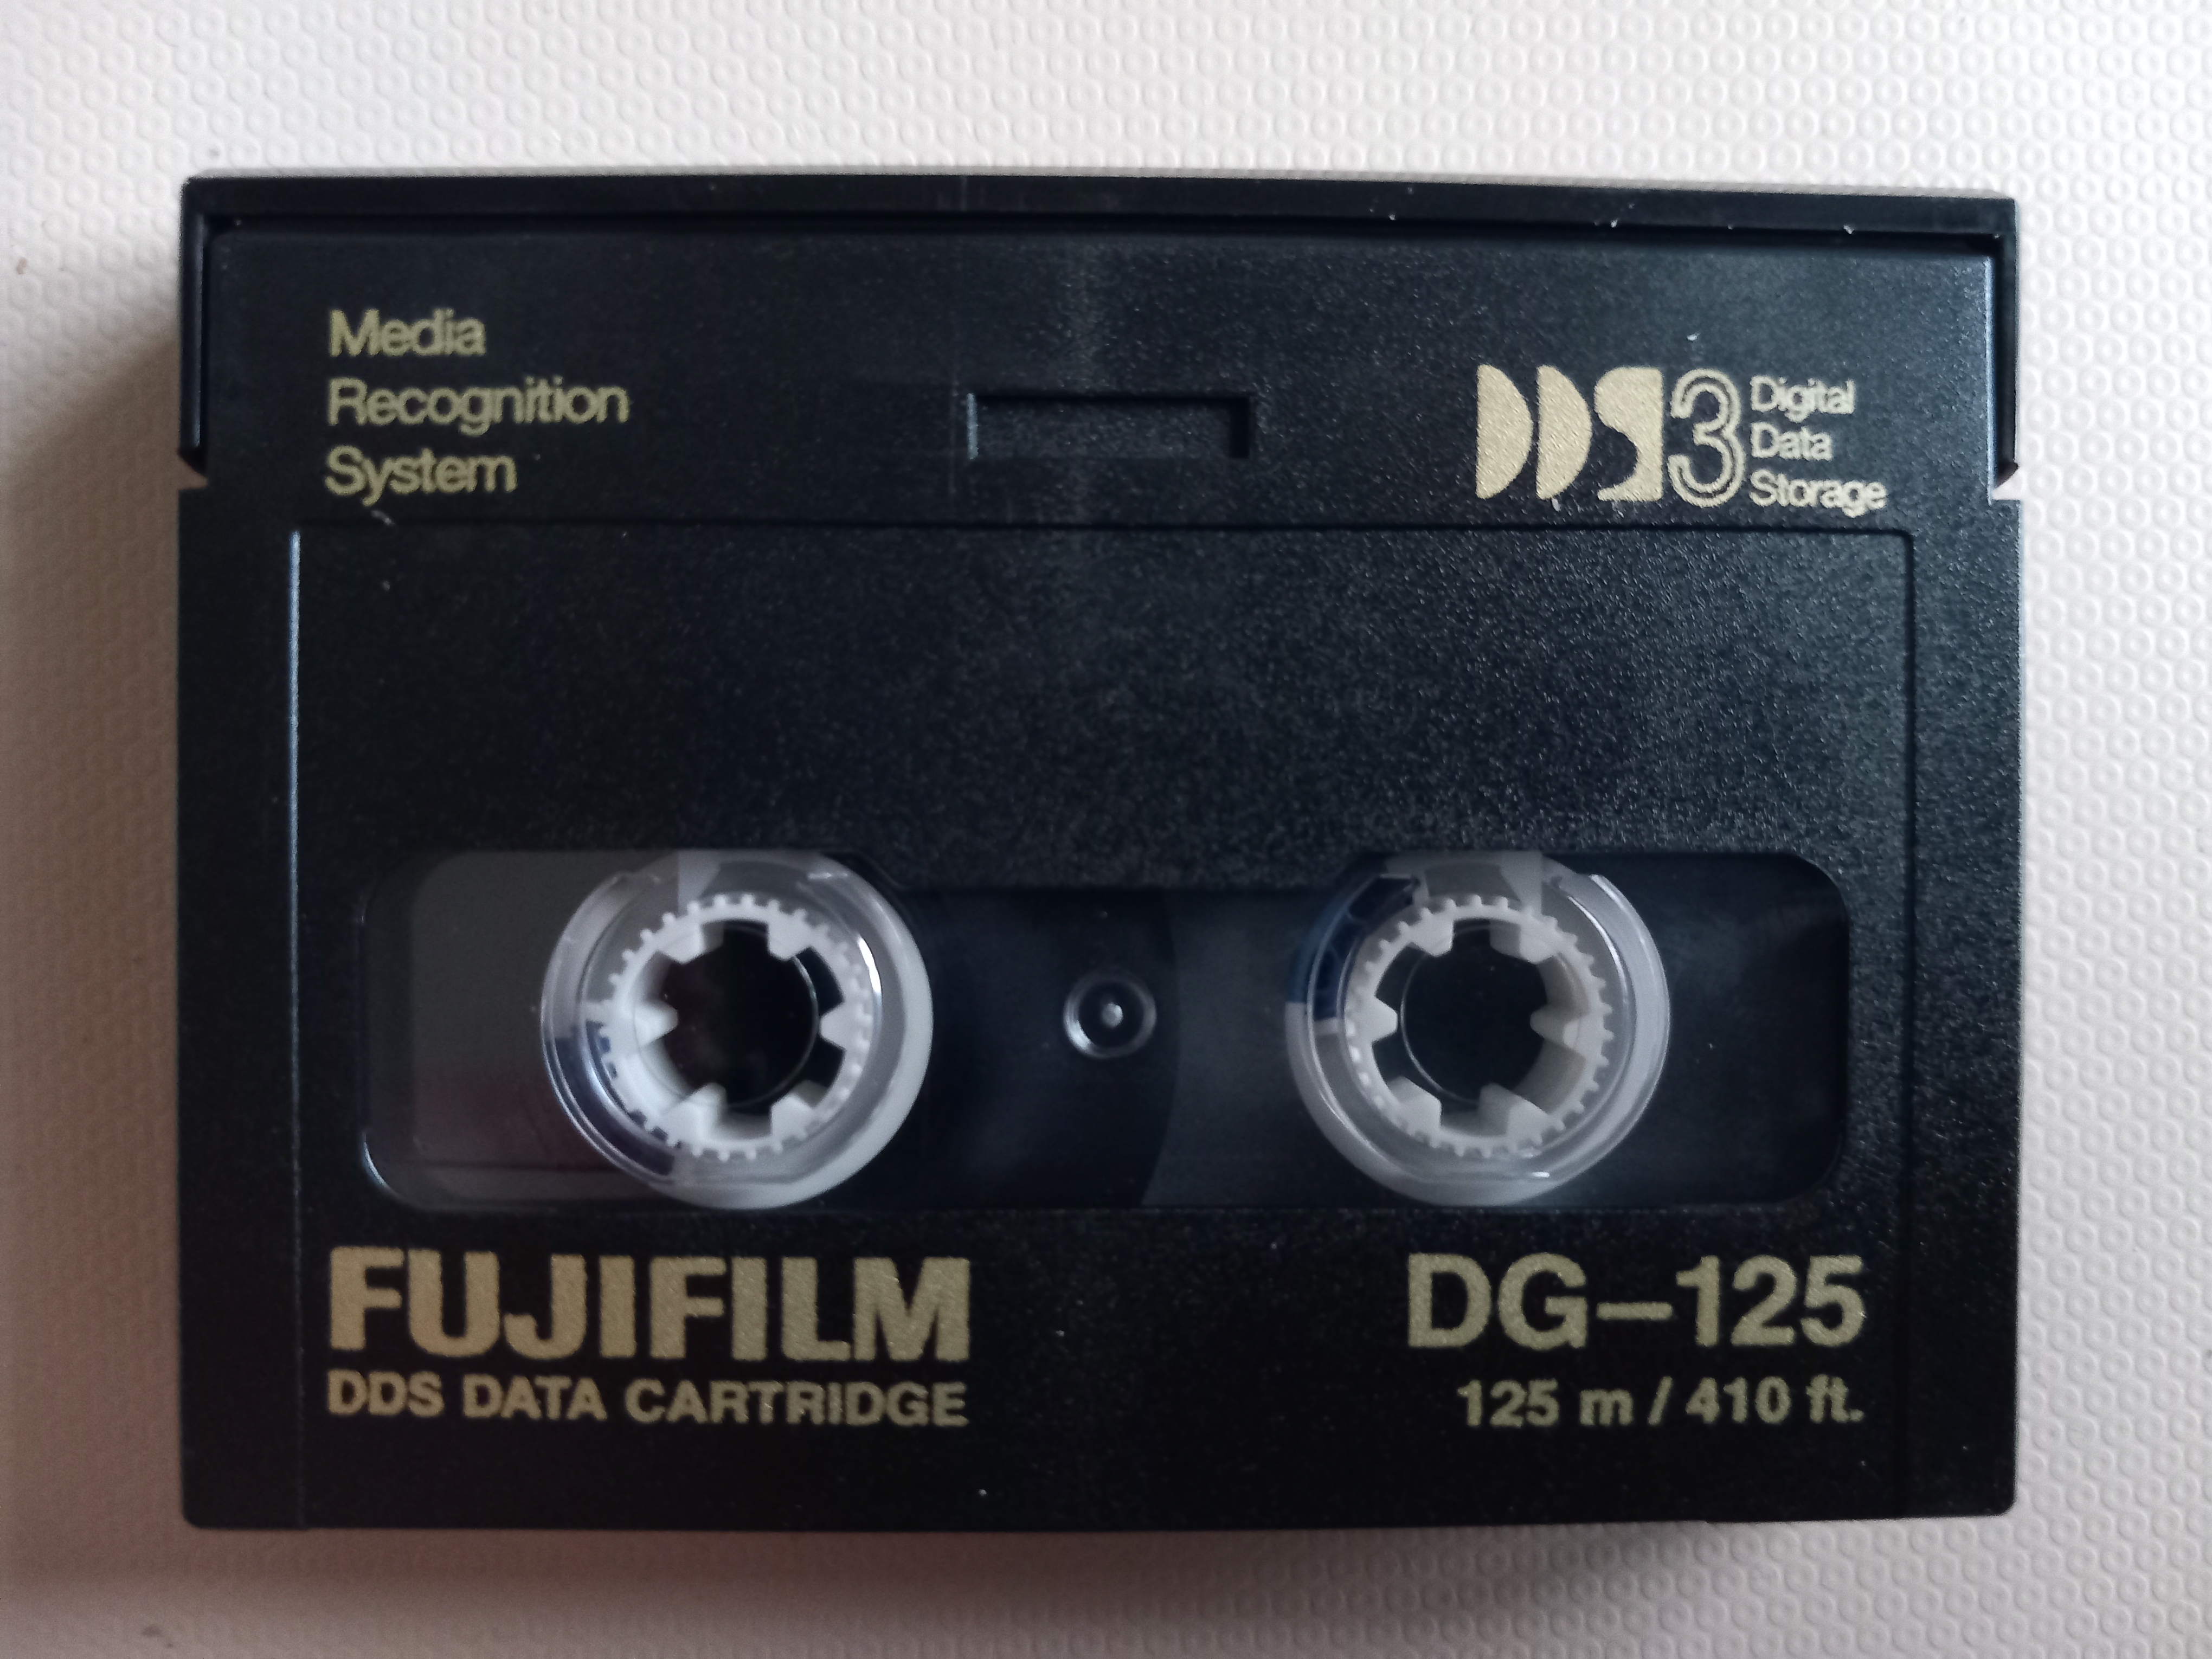 Media
Recognition
System
DDS3 Digital
Data
Storage
FUJIFILM
DDS DATA CARTRIDGE
DG–125
125 m / 410 ft.